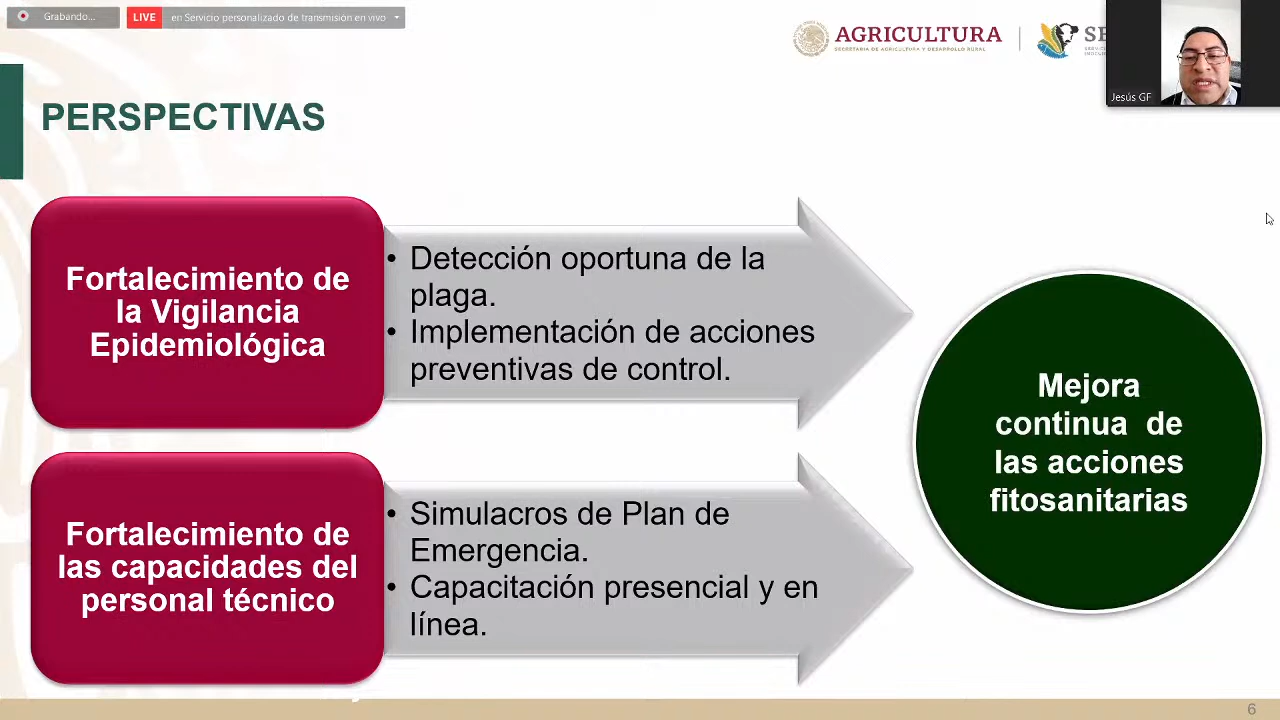 Grabando...
LIVE
en Servicio personalizado de transmisión en vivo
AGRICULTURA
SECRETARÍA DE AGRICULTURA Y DESARROLLO RURAL
Jesús GF
PERSPECTIVAS
Fortalecimiento de
la Vigilancia
Epidemiológica
• Detección oportuna de la
plaga.
• Implementación de acciones
preventivas de control.
Fortalecimiento de
las capacidades del
personal técnico
• Simulacros de Plan de
Emergencia.
• Capacitación presencial y en
línea.
Mejora
continua de
las acciones
fitosanitarias
6